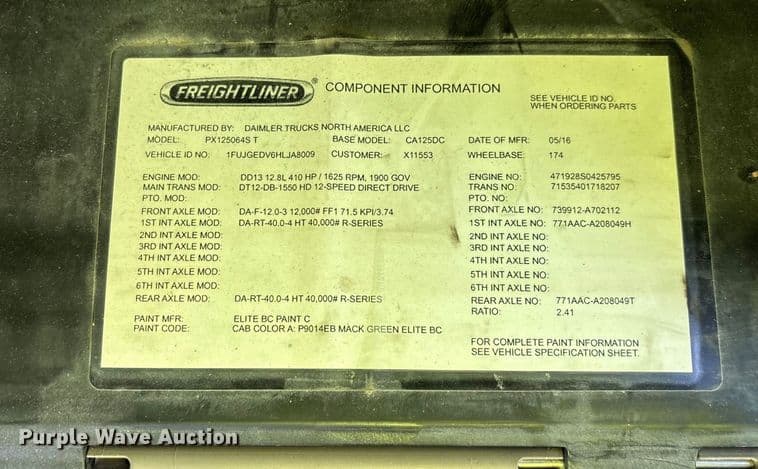 FREIGHTLINER ® COMPONENT INFORMATION
SEE VEHICLE ID NO.
WHEN ORDERING PARTS
MANUFACTURED BY: DAIMLER TRUCKS NORTH AMERICA LLC
MODEL: PX125064S T BASE MODEL: CA125DC DATE OF MFR: 05/16
VEHICLE ID NO: 1FUJGEDV6HLJA8009 CUSTOMER: X11553 WHEELBASE: 174
ENGINE MOD: DD13 12.8L 410 HP / 1625 RPM, 1900 GOV ENGINE NO: 471928S0425795
MAIN TRANS MOD: DT12-DB-1550 HD 12-SPEED DIRECT DRIVE TRANS NO: 71535401718207
PTO. MOD: PTO. NO:
FRONT AXLE MOD: DA-F-12.0-3 12,000# FF1 71.5 KPI/3.74 FRONT AXLE NO: 739912-A702112
1ST INT AXLE MOD: DA-RT-40.0-4 HT 40,000# R-SERIES 1ST INT AXLE NO: 771AAC-A208049H
2ND INT AXLE MOD: 2ND INT AXLE NO:
3RD INT AXLE MOD: 3RD INT AXLE NO:
4TH INT AXLE MOD: 4TH INT AXLE NO:
5TH INT AXLE MOD: 5TH INT AXLE NO:
6TH INT AXLE MOD: 6TH INT AXLE NO:
REAR AXLE MOD: DA-RT-40.0-4 HT 40,000# R-SERIES REAR AXLE NO: 771AAC-A208049T
RATIO: 2.41
PAINT MFR: ELITE BC PAINT C
PAINT CODE: CAB COLOR A: P9014EB MACK GREEN ELITE BC
FOR COMPLETE PAINT INFORMATION
SEE VEHICLE SPECIFICATION SHEET.
Purple Wave Auction